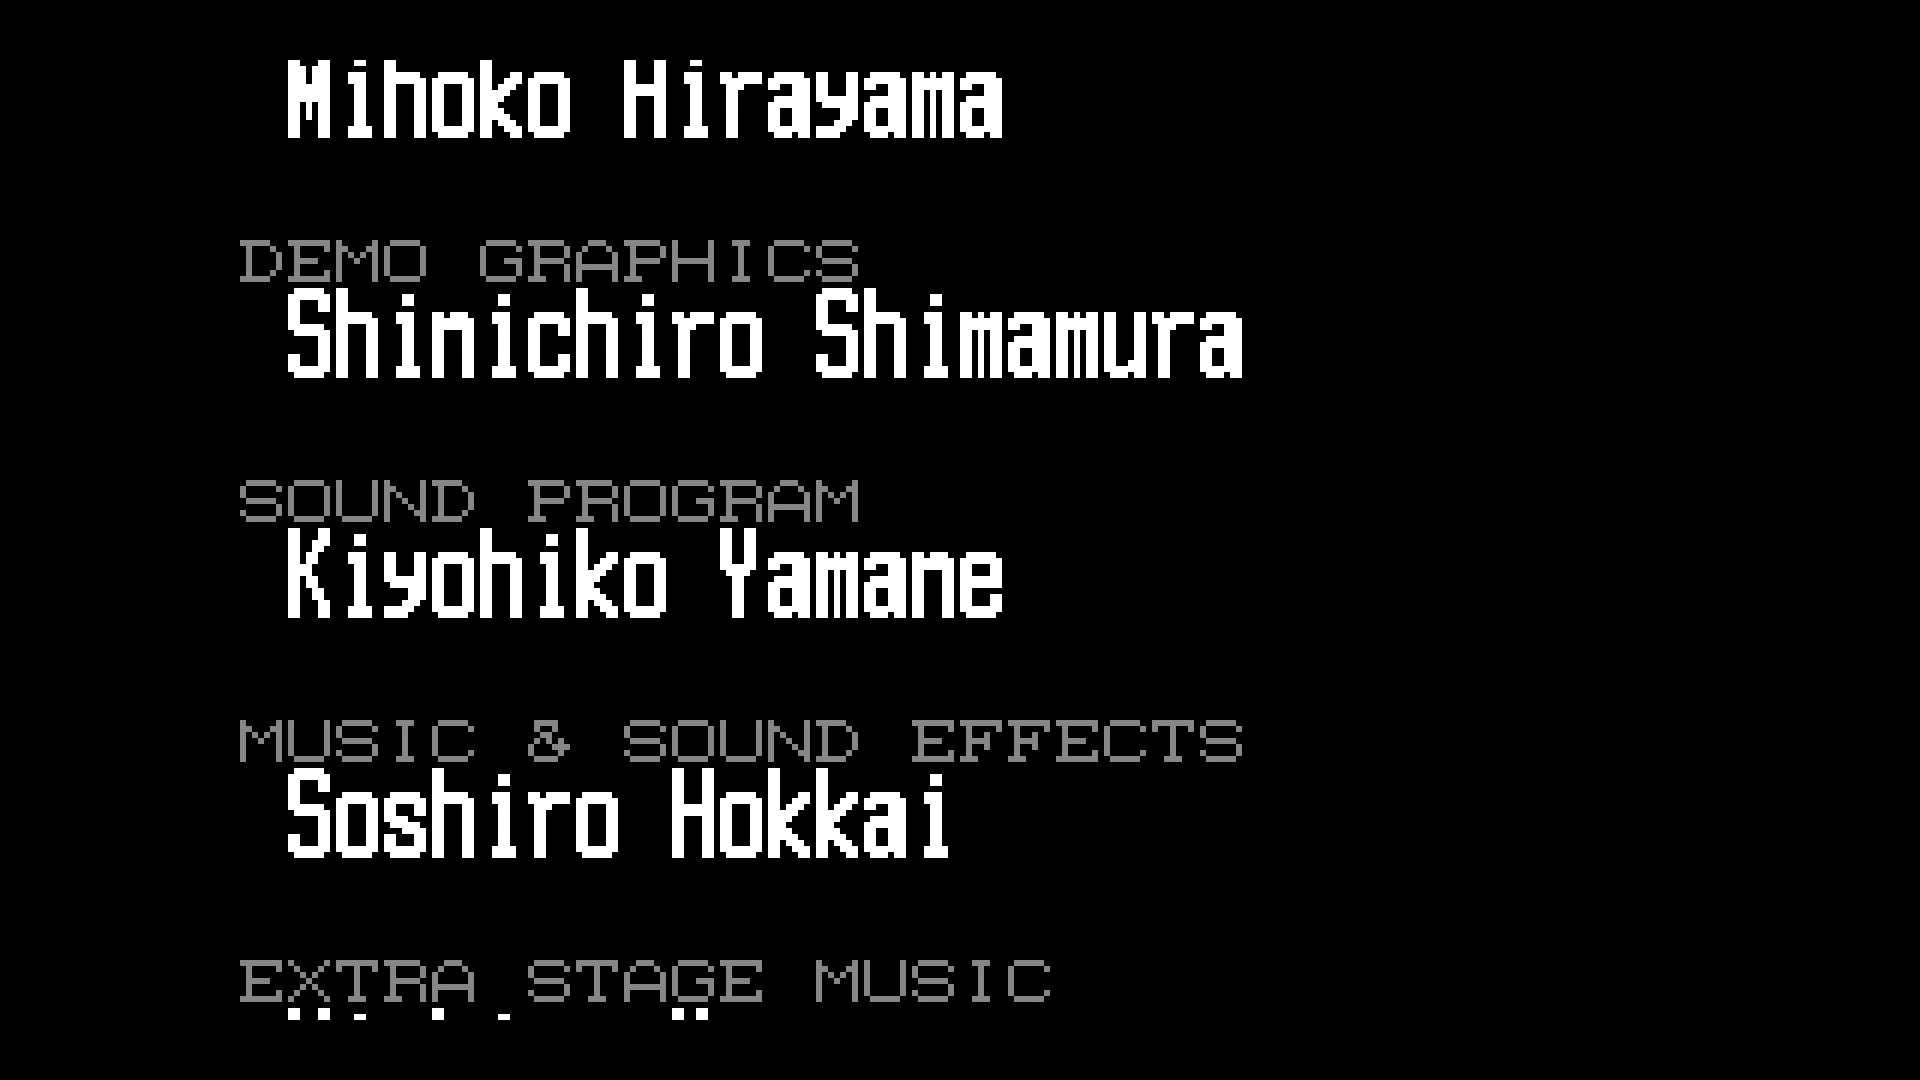 Mihoko Hirayama
DEMO GRAPHICS
Shinichiro Shimamura
SOUND PROGRAM
Kiyohiko Yamane
MUSIC & SOUND EFFECTS
Soshiro Hokkai
EXTRA STAGE MUSIC